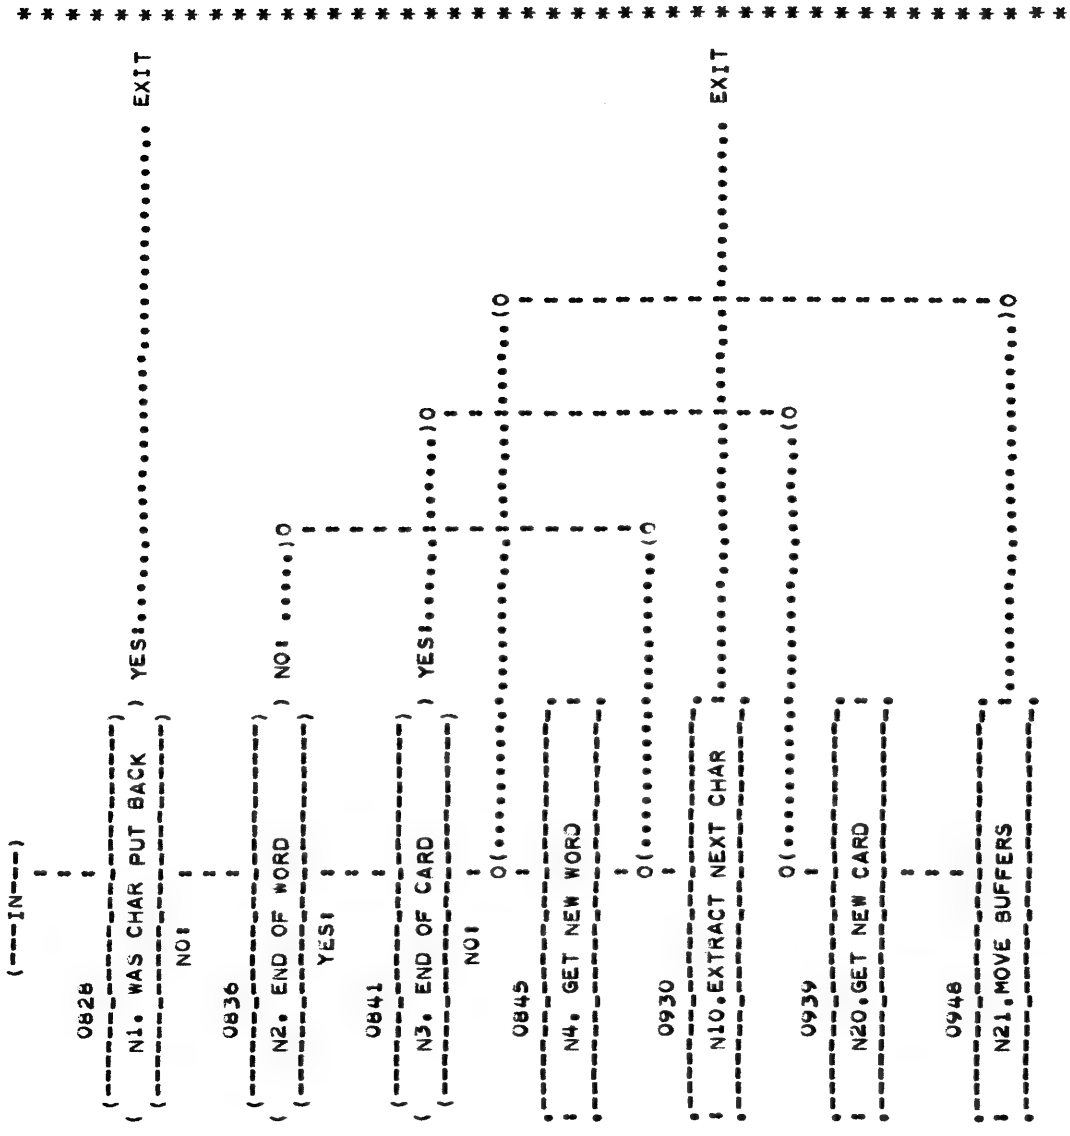 * * * * * * * * * * * * * * * * * * * * * * * * * * * * * * * * * * * * * * * * * * * *
(---IN---)
0828
( N1. WAS CHAR PUT BACK ) YES:........ EXIT
NO:
0836
( N2. END OF WORD ) NO: .....)O
YES:
0841
( N3. END OF CARD ) YES:........)O
NO:
O(........(O
0845
: N4. GET NEW WORD :
O(........(O
0930
: N10.EXTRACT NEXT CHAR :........ EXIT
O(........(O
0939
: N20.GET NEW CARD :
0948
: N21.MOVE BUFFERS :........)O